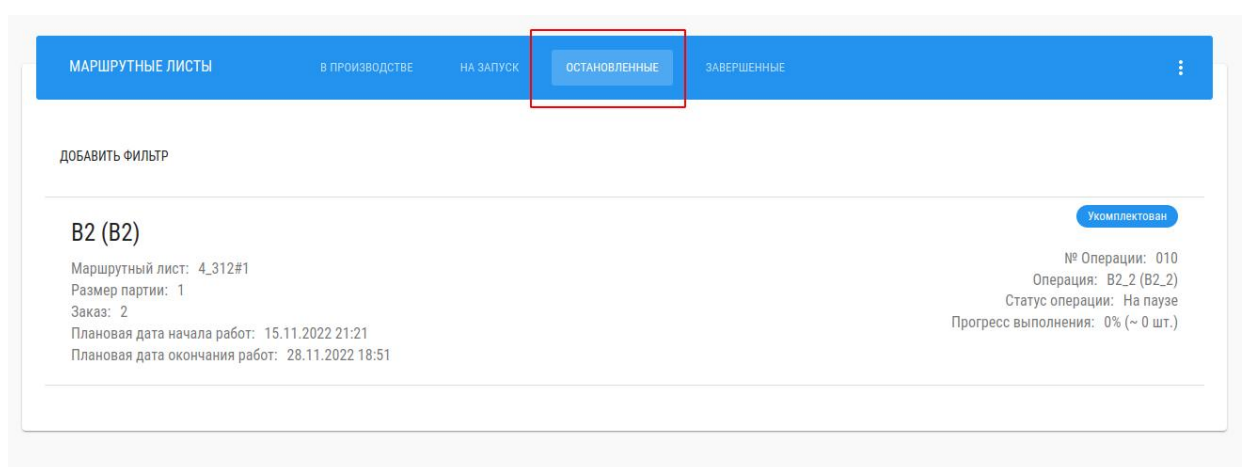 МАРШРУТНЫЕ ЛИСТЫ В ПРОИЗВОДСТВЕ НА ЗАПУСК ОСТАНОВЛЕННЫЕ ЗАВЕРШЕННЫЕ
ДОБАВИТЬ ФИЛЬТР
B2 (B2)
Маршрутный лист: 4_312#1
Размер партии: 1
Заказ: 2
Плановая дата начала работ: 15.11.2022 21:21
Плановая дата окончания работ: 28.11.2022 18:51
Укомплектован
№ Операции: 010
Операция: B2_2 (B2_2)
Статус операции: На паузе
Прогресс выполнения: 0% (~ 0 шт.)